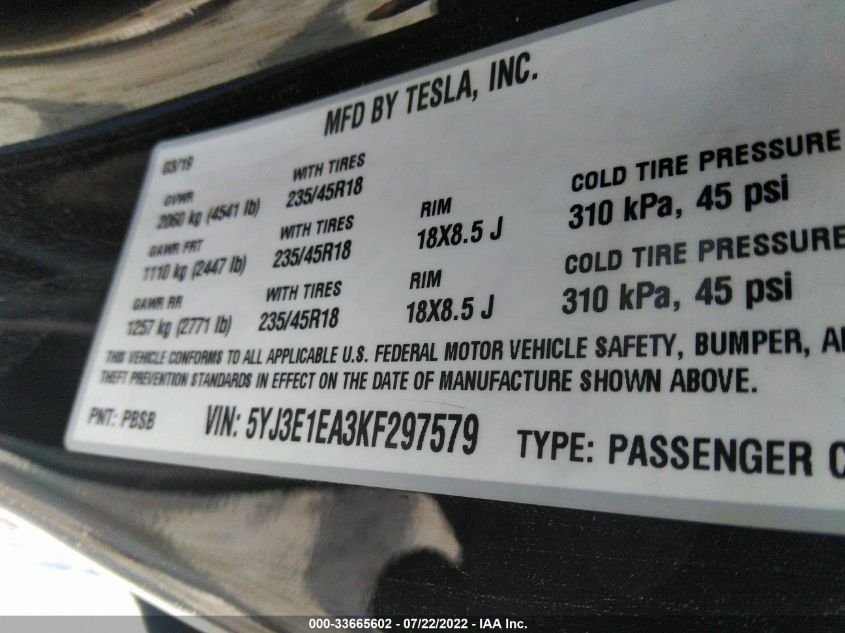 MFD BY TESLA, INC.
03/19
GVWR
2060 kg (4541 lb)
WITH TIRES
235/45R18
COLD TIRE PRESSURE
310 kPa, 45 psi
GAWR FRT
1110 kg (2447 lb)
WITH TIRES
235/45R18
RIM
18X8.5 J
COLD TIRE PRESSURE
310 kPa, 45 psi
GAWR RR
1257 kg (2771 lb)
WITH TIRES
235/45R18
RIM
18X8.5 J
THIS VEHICLE CONFORMS TO ALL APPLICABLE U.S. FEDERAL MOTOR VEHICLE SAFETY, BUMPER,
THEFT PREVENTION STANDARDS IN EFFECT ON THE DATE OF MANUFACTURE SHOWN ABOVE.
PNT: PBSB VIN: 5YJ3E1EA3KF297579 TYPE: PASSENGER C
000-33665602 - 07/22/2022 - IAA Inc.